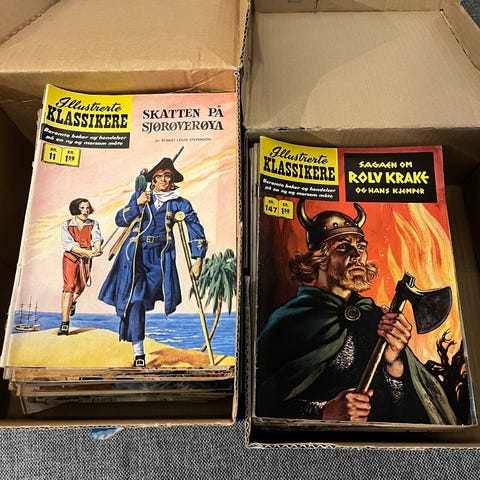 Illustrerte
KLASSIKERE
Berømte bøker og hendelser
på en ny og morsom måte
NR. KR.
11 1.50
SKATTEN PÅ
SJØRØVERØYA
AV ROBERT LOUIS STEVENSON
Illustrerte
KLASSIKERE
Berømte bøker og hendelser
på en ny og morsom måte
NR. KR.
147 1.50
SAGAEN OM
ROLV KRAKE
OG HANS KJEMPER